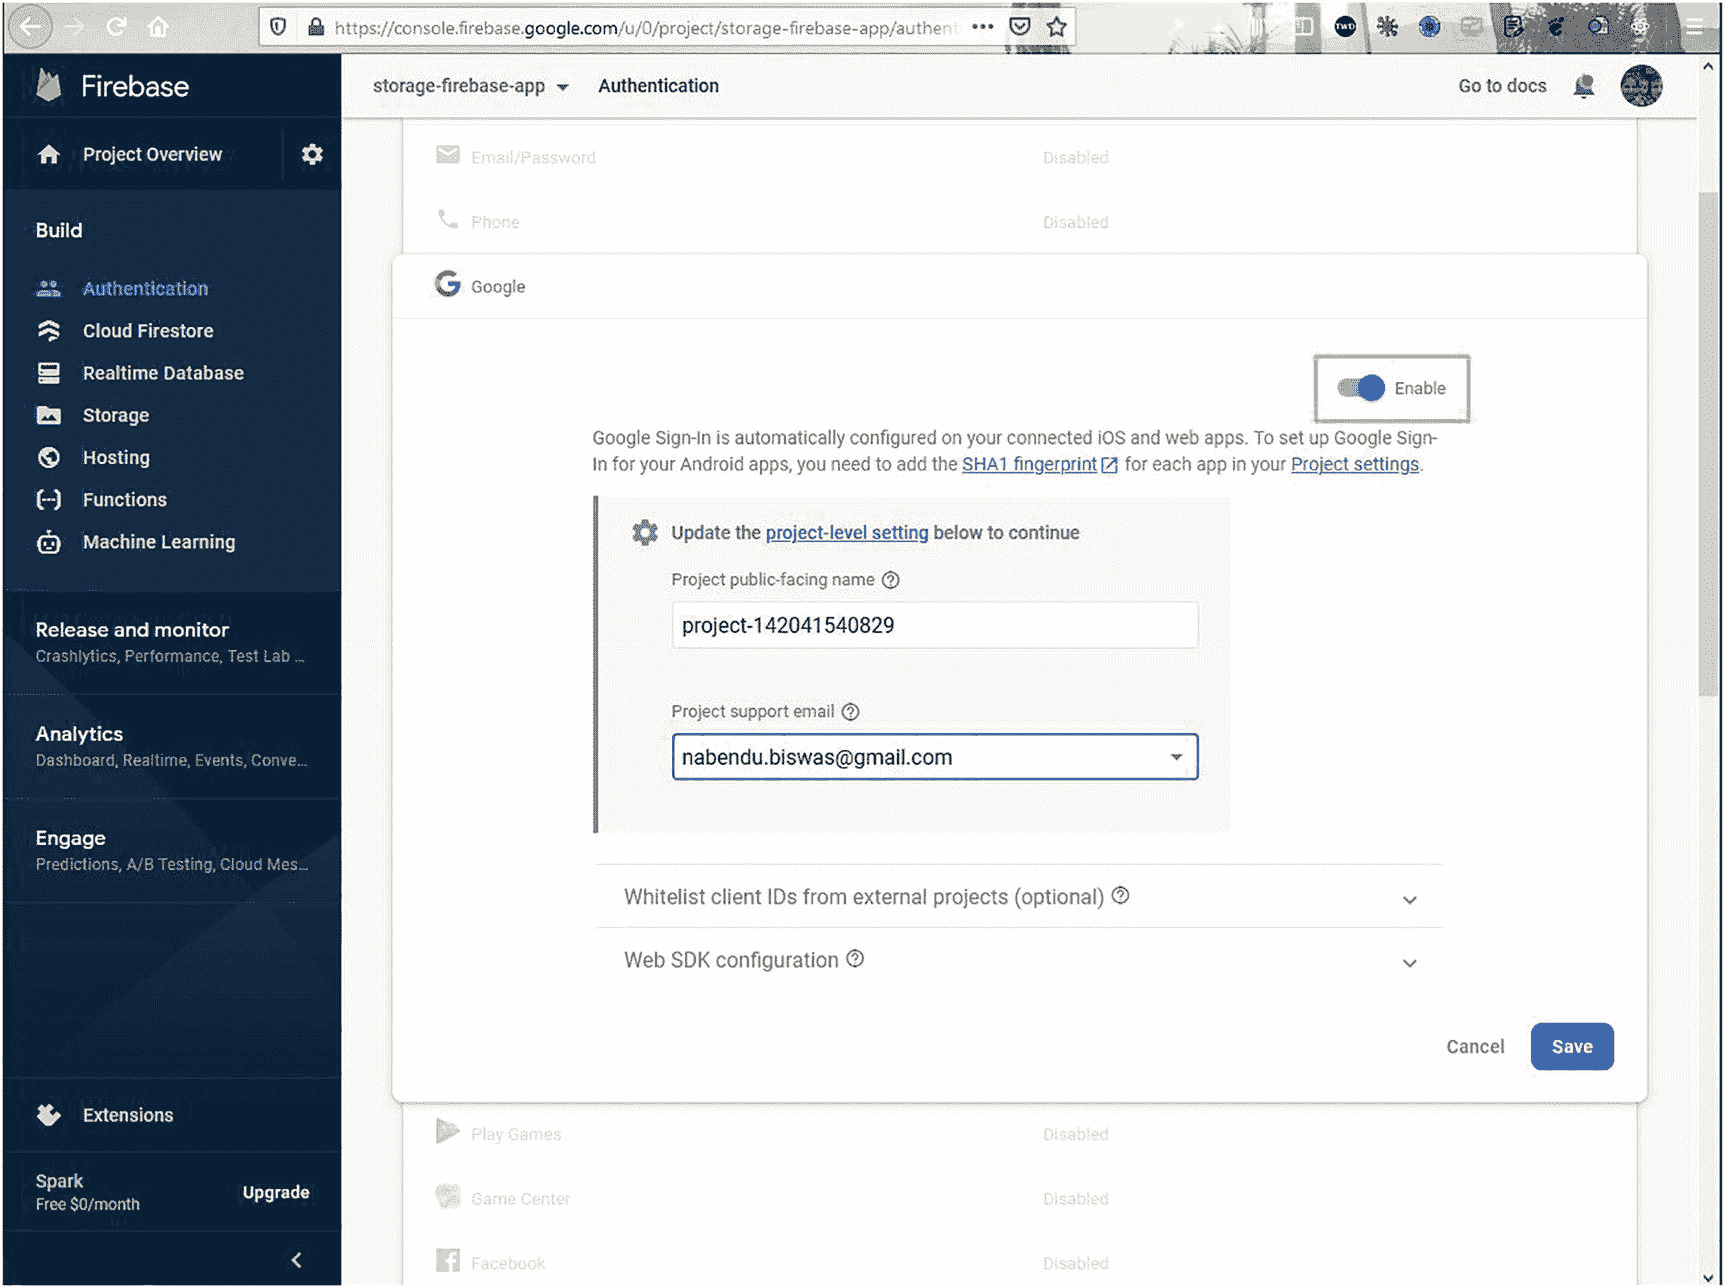 https://console.firebase.google.com/u/0/project/storage-firebase-app/authent
Firebase
storage-firebase-app
Authentication
Go to docs
Project Overview
Build
Authentication
Cloud Firestore
Realtime Database
Storage
Hosting
Functions
Machine Learning
Release and monitor
Crashlytics, Performance, Test Lab ...
Analytics
Dashboard, Realtime, Events, Conve...
Engage
Predictions, A/B Testing, Cloud Mes...
Extensions
Spark
Free $0/month
Upgrade
Email/Password Disabled
Phone Disabled
Google
Enable
Google Sign-In is automatically configured on your connected iOS and web apps. To set up Google Sign-
In for your Android apps, you need to add the SHA1 fingerprint for each app in your Project settings.
Update the project-level setting below to continue
Project public-facing name
project-142041540829
Project support email
nabendu.biswas@gmail.com
Whitelist client IDs from external projects (optional)
Web SDK configuration
Cancel
Save
Play Games Disabled
Game Center Disabled
Facebook Disabled